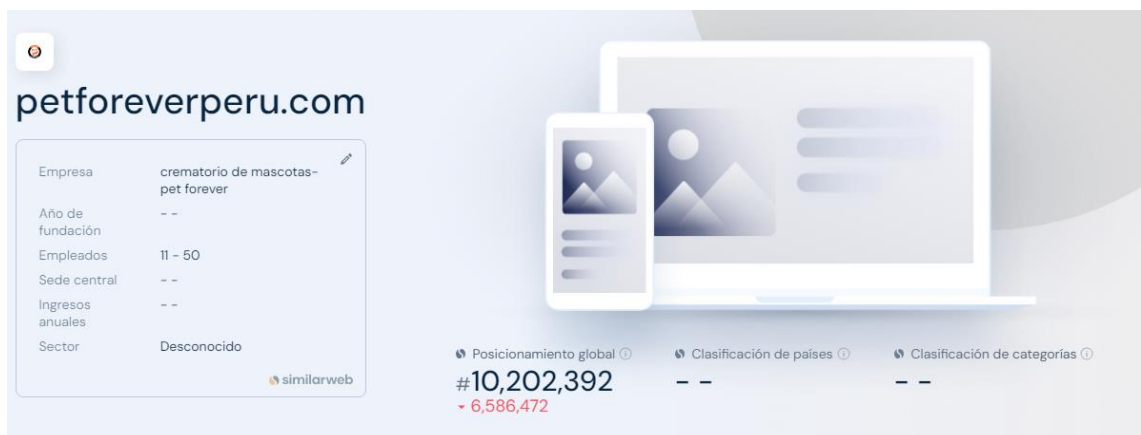 petforeverperu.com
Empresa crematorio de mascotas-
pet forever
Año de - -
fundación
Empleados 11 - 50
Sede central - -
Ingresos - -
anuales
Sector Desconocido
similarweb
Posicionamiento global
Clasificación de países
Clasificación de categorías
#10,202,392
- -
- -
6,586,472